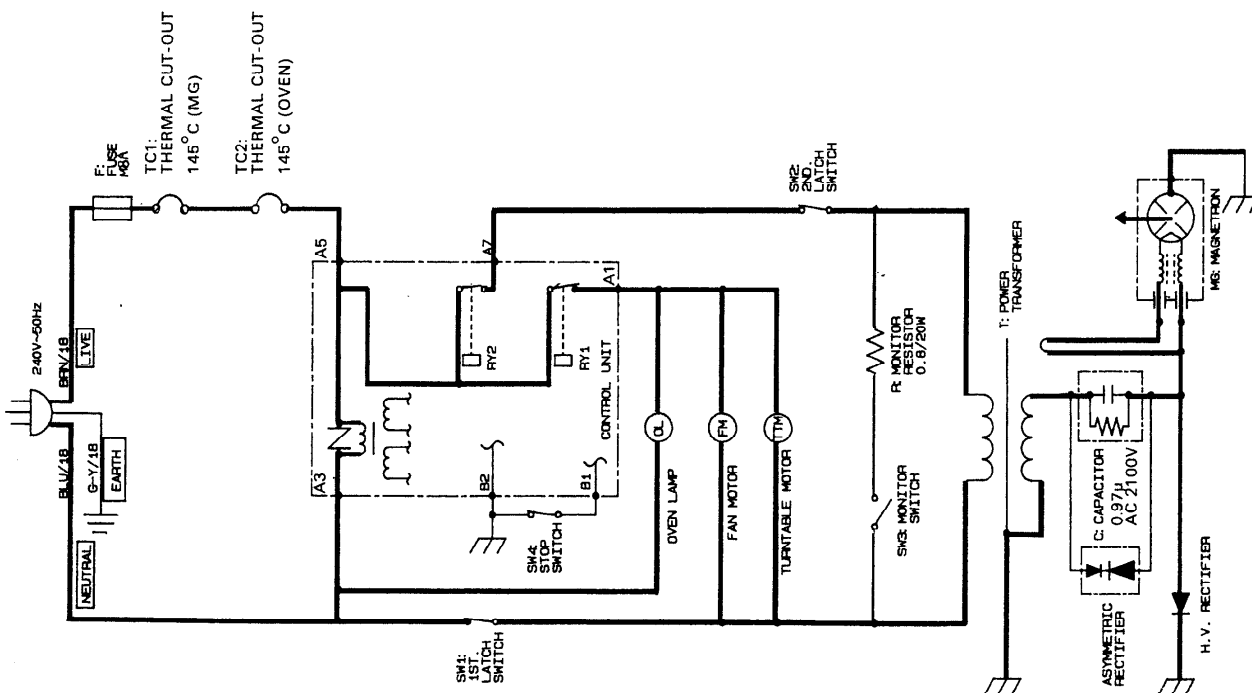 240V~50Hz
BRN/18
LIVE
BLU/18
G-Y/18
EARTH
NEUTRAL
F:
FUSE
M8A
TC1:
THERMAL CUT-OUT
145°C (MG)
TC2:
THERMAL CUT-OUT
145°C (OVEN)
A5
A7
A1
A3
RY2
RY1
CONTROL UNIT
B2
B1
SW4:
STOP
SWITCH
SW1:
1ST.
LATCH
SWITCH
SW2:
2ND.
LATCH
SWITCH
OL
OVEN LAMP
FM
FAN MOTOR
TTM
TURNTABLE MOTOR
R: MONITOR
RESISTOR
0.8/20W
SW3: MONITOR
SWITCH
T: POWER
TRANSFORMER
MG: MAGNETRON
C: CAPACITOR
0.97µ
AC 2100V
ASYMMETRIC
RECTIFIER
H.V. RECTIFIER